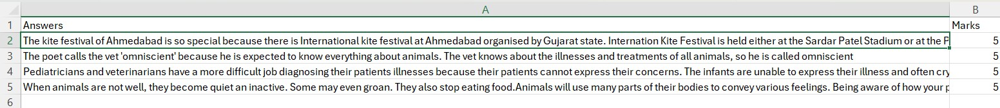 A B
1 Answers Marks
2 The kite festival of Ahmedabad is so special because there is International kite festival at Ahmedabad organised by Gujarat state. Internation Kite Festival is held either at the Sardar Patel Stadium or at the P 5
3 The poet calls the vet 'omniscient' because he is expected to know everything about animals. The vet knows about the illnesses and treatments of all animals, so he is called omniscient 5
4 Pediatricians and veterinarians have a more difficult job diagnosing their patients illnesses because their patients cannot express their concerns. The infants are unable to express their illness and often cry 5
5 When animals are not well, they become quiet an inactive. Some may even groan. They also stop eating food.Animals will use many parts of their bodies to convey various feelings. Being aware of how your p 5
6